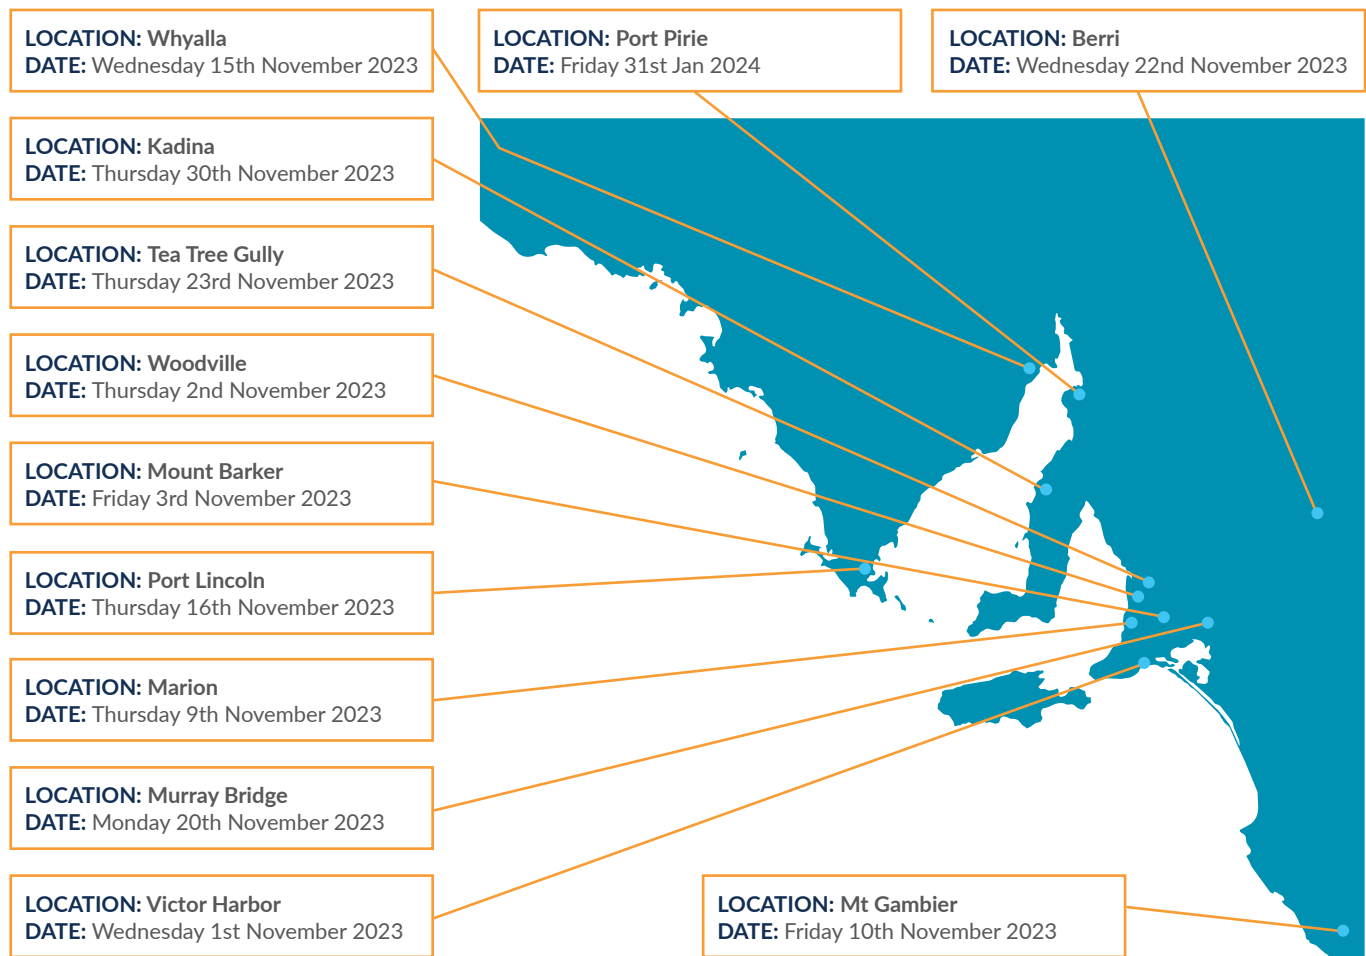 LOCATION: Whyalla
DATE: Wednesday 15th November 2023
LOCATION: Port Pirie
DATE: Friday 31st Jan 2024
LOCATION: Berri
DATE: Wednesday 22nd November 2023
LOCATION: Kadina
DATE: Thursday 30th November 2023
LOCATION: Tea Tree Gully
DATE: Thursday 23rd November 2023
LOCATION: Woodville
DATE: Thursday 2nd November 2023
LOCATION: Mount Barker
DATE: Friday 3rd November 2023
LOCATION: Port Lincoln
DATE: Thursday 16th November 2023
LOCATION: Marion
DATE: Thursday 9th November 2023
LOCATION: Murray Bridge
DATE: Monday 20th November 2023
LOCATION: Victor Harbor
DATE: Wednesday 1st November 2023
LOCATION: Mt Gambier
DATE: Friday 10th November 2023